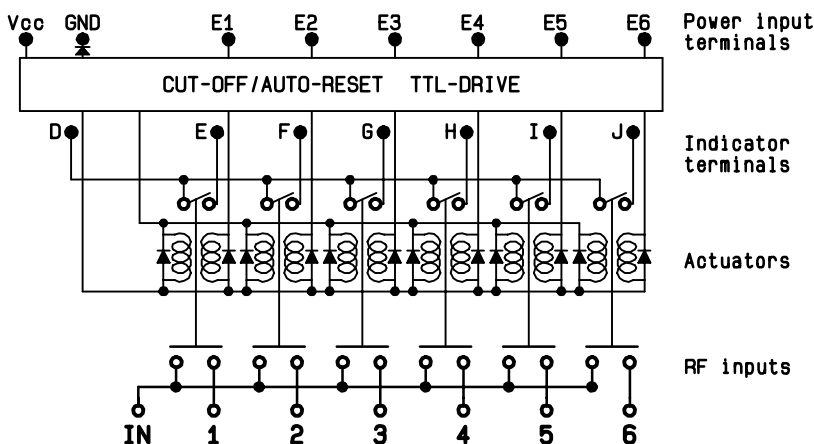 Vcc GND E1 E2 E3 E4 E5 E6 Power input
terminals
CUT-OFF/AUTO-RESET TTL-DRIVE
D E F G H I J Indicator
terminals
Actuators
RF inputs
IN 1 2 3 4 5 6